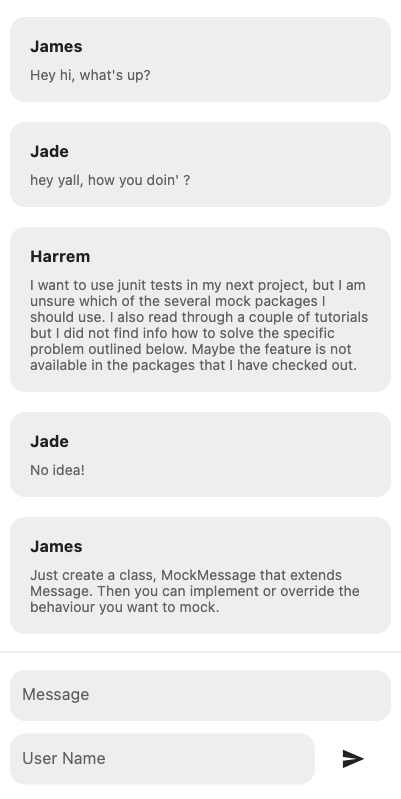 James
Hey hi, what's up?
Jade
hey yall, how you doin' ?
Harrem
I want to use junit tests in my next project, but I am
unsure which of the several mock packages I
should use. I also read through a couple of tutorials
but I did not find info how to solve the specific
problem outlined below. Maybe the feature is not
available in the packages that I have checked out.
Jade
No idea!
James
Just create a class, MockMessage that extends
Message. Then you can implement or override the
behaviour you want to mock.
Message
User Name